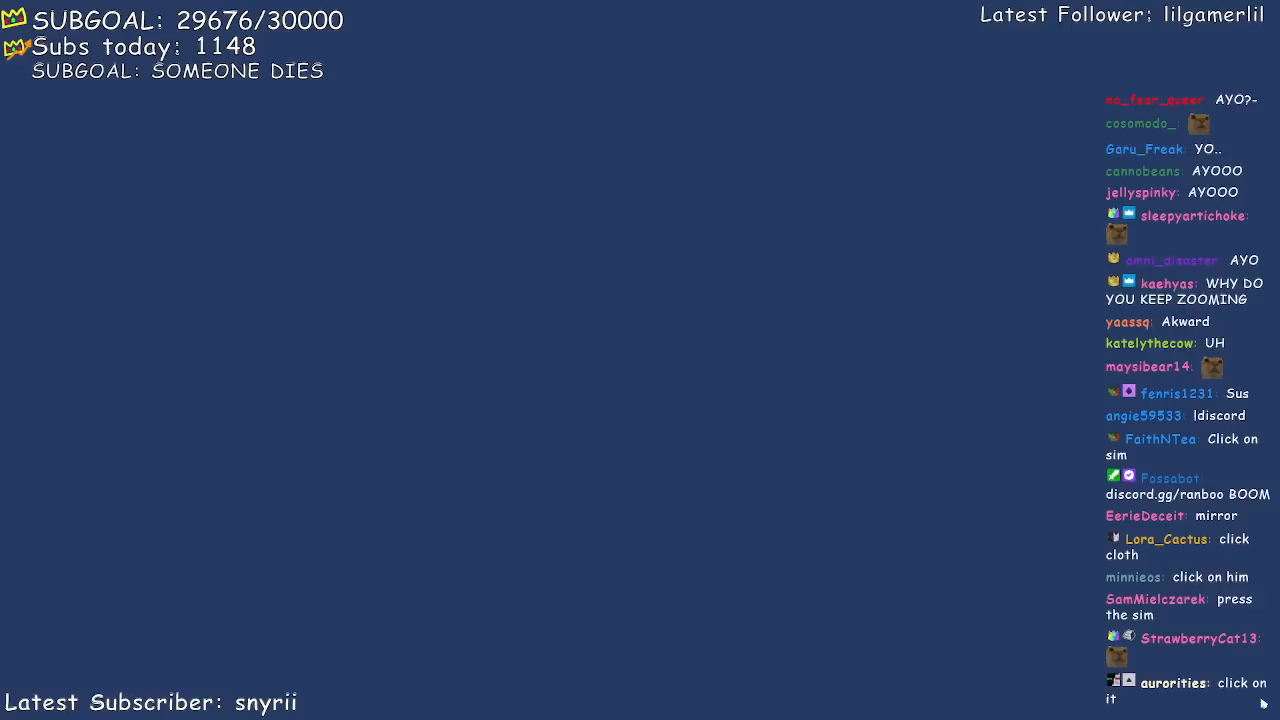 SUBGOAL: 29676/30000
Subs today: 1148
SUBGOAL: SOMEONE DIES
Latest Follower: lilgamerlil
no_fear_queer AYO?-
cosomodo_:
Garu_Freak: YO..
cannobeans: AYOOO
jellyspinky: AYOOO
sleepyartichoke:
omni_disaster AYO
kaehyas: WHY DO
YOU KEEP ZOOMING
yaassq: Akward
katelythecow: UH
maysibear14:
fenris1231: Sus
angie59533: !discord
FaithNTea: Click on
sim
Fossabot
discord.gg/ranboo BOOM
EerieDeceit: mirror
Lora_Cactus: click
cloth
minnieos: click on him
SamMielczarek: press
the sim
StrawberryCat13:
aurorities: click on
it
Latest Subscriber: snyrii